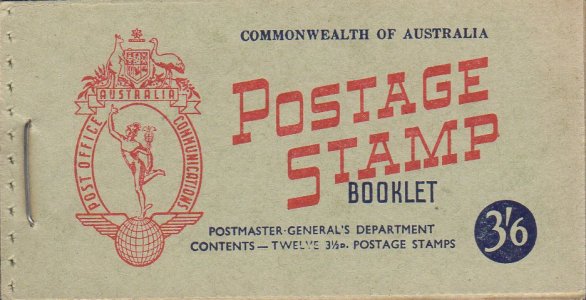 COMMONWEALTH OF AUSTRALIA
AUSTRALIA
POST OFFICE
COMMUNICATIONS
POSTAGE
STAMP
BOOKLET
POSTMASTER-GENERAL'S DEPARTMENT
CONTENTS — TWELVE 3½D. POSTAGE STAMPS
3/6